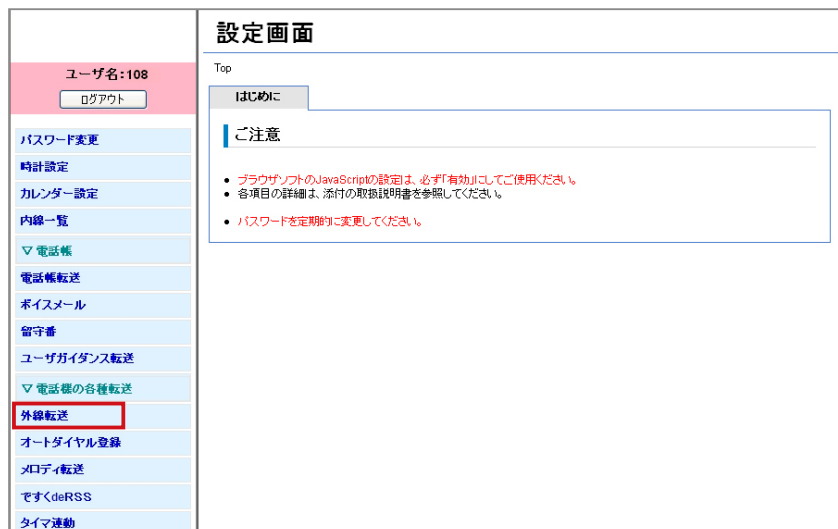 設定画面
ユーザ名:108
ログアウト
パスワード変更
時計設定
カレンダー設定
内線一覧
▽ 電話帳
電話帳転送
ボイスメール
留守番
ユーザガイダンス転送
▽ 電話機の各種転送
外線転送
オートダイヤル登録
メロディ転送
ですくdeRSS
タイマ連動
Top
はじめに
ご注意
● ブラウザソフトのJavaScriptの設定は、必ず「有効」にしてご使用ください。
● 各項目の詳細は、添付の取扱説明書を参照してください。
● パスワードを定期的に変更してください。